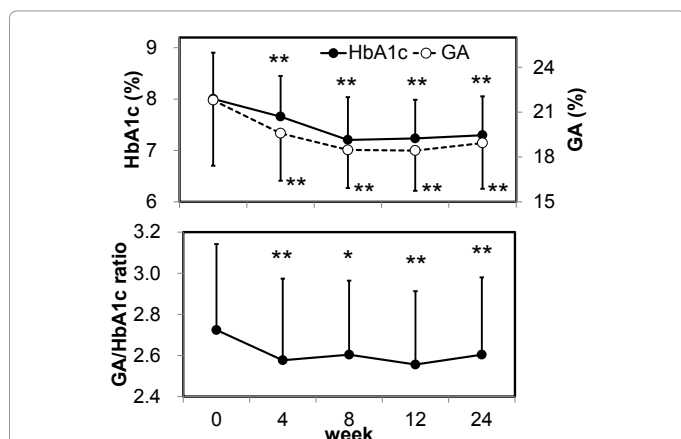 HbA1c
GA
9
8
7
6
HbA1c (%)
24
21
18
15
GA (%)
** ** ** **
** ** ** **
3.2
3.0
2.8
2.6
2.4
GA/HbA1c ratio
** * ** **
0 4 8 12 24
week